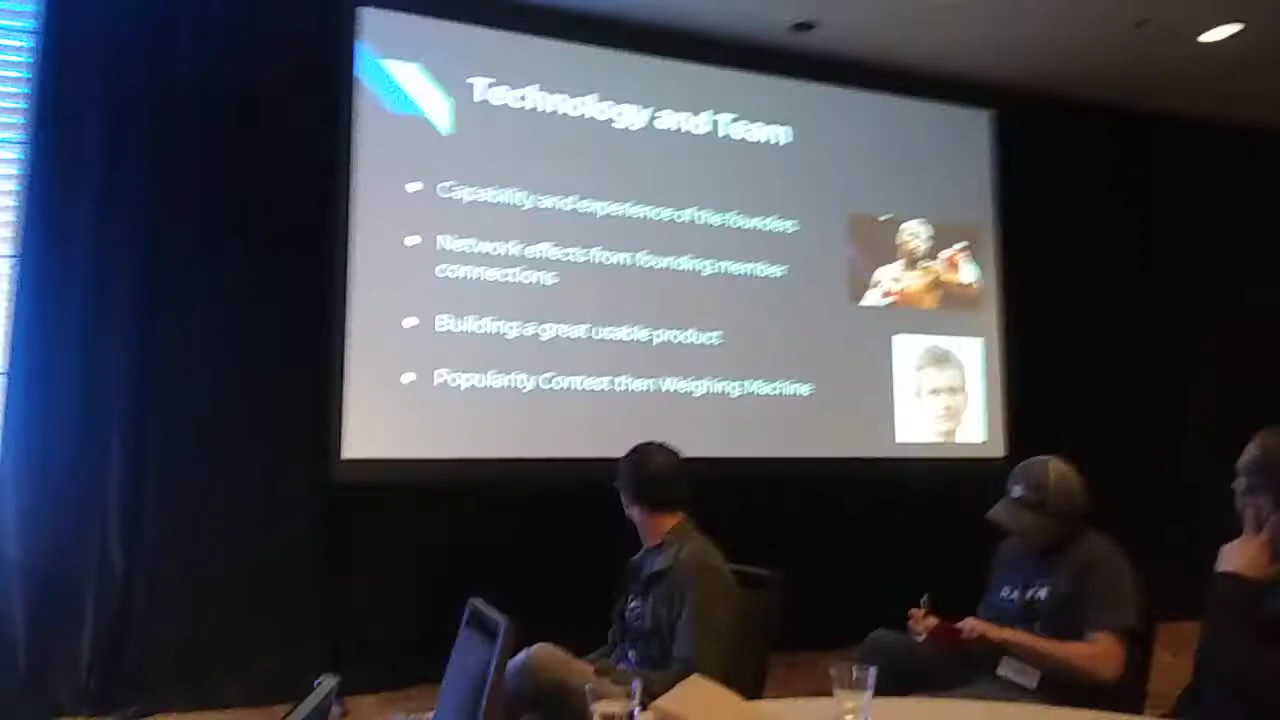 Technology and Team
Capability and experience of the founders
Network effects from founding member
connections
Building a great usable product
Popularity Contest then Weighing Machine